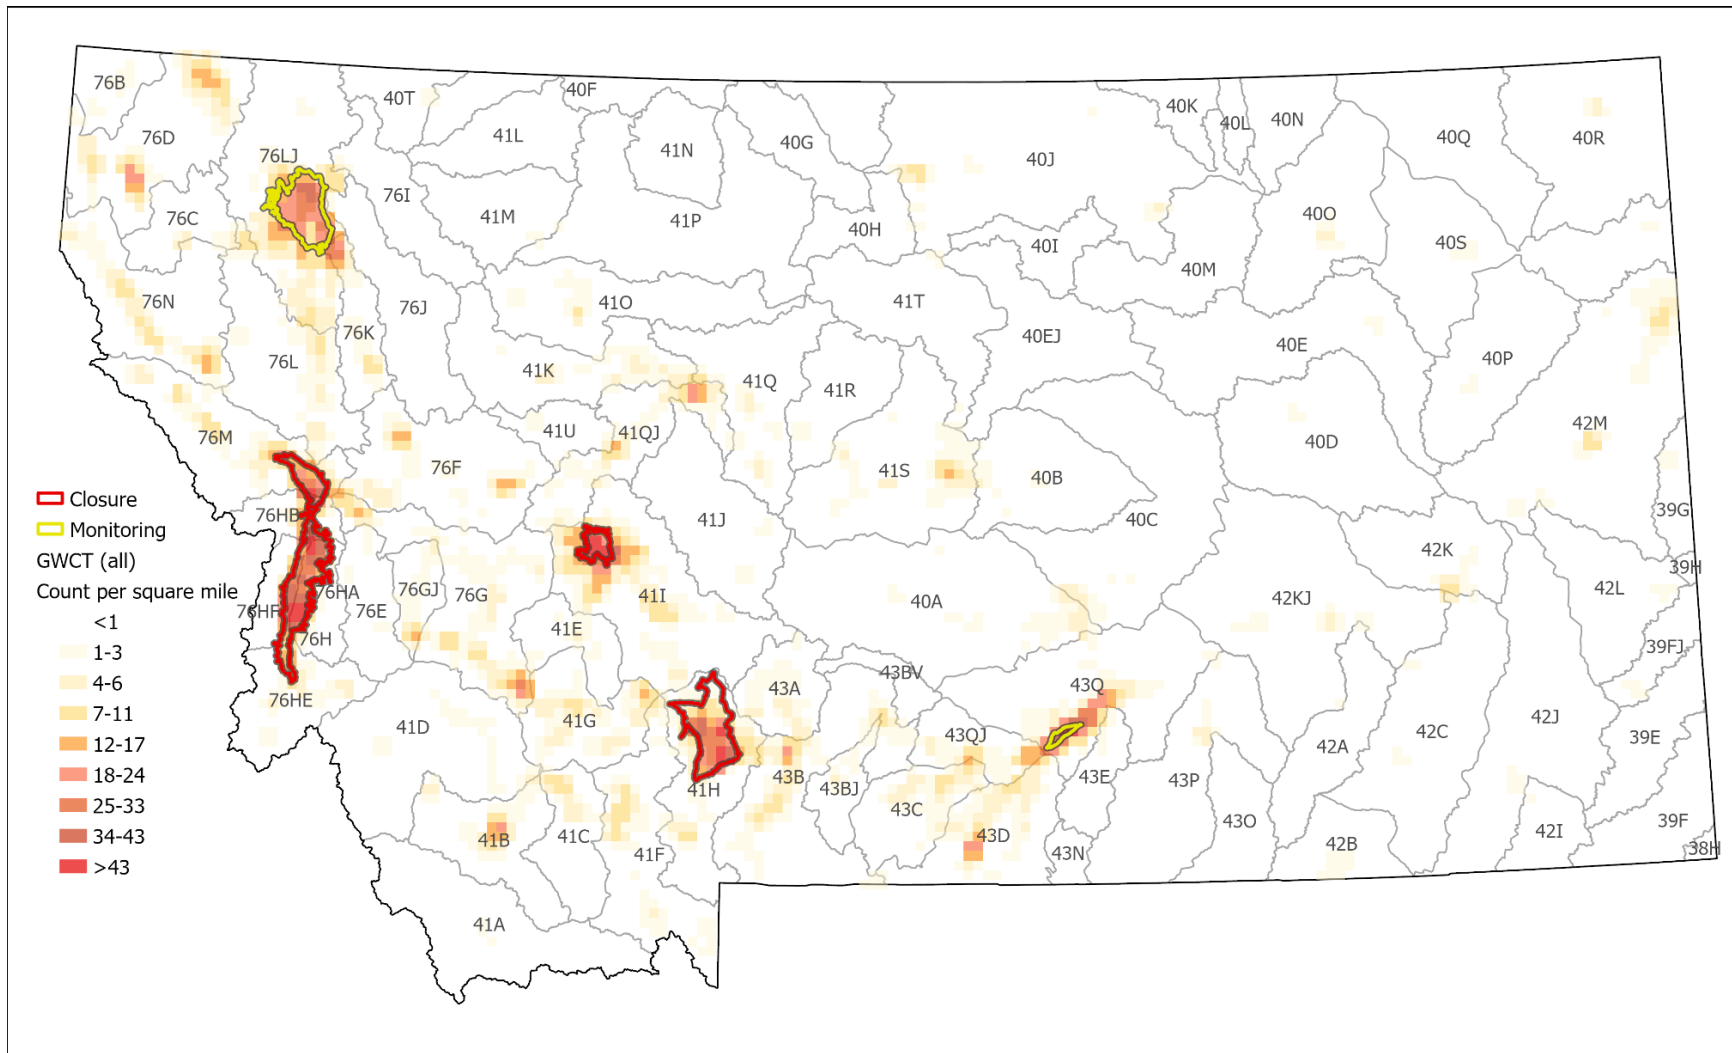 76B
40F
40T
40K
40L
40N
40Q
40R
76D
41L
41N
40G
40J
76LJ
76I
76C
41M
41P
40H
40I
40O
40S
40M
76N
76J
41O
41T
76K
40EJ
40E
40P
76L
41K
41Q
41R
76M
41U
41QJ
40D
42M
76F
41S
40B
Closure
Monitoring
76HB
41J
40C
39G
GWCT (all)
42K
39H
Count per square mile
76HA
76GJ
76G
41I
40A
42KJ
42L
76HF
76E
<1
76H
41E
39FJ
1-3
43BV
4-6
76HE
43A
43Q
7-11
41D
41G
42J
43QJ
42C
39E
12-17
42A
18-24
41H
43B
43BJ
43E
43P
25-33
43C
34-43
41B
41C
43D
43O
42I
39F
41F
43N
42B
38H
>43
41A